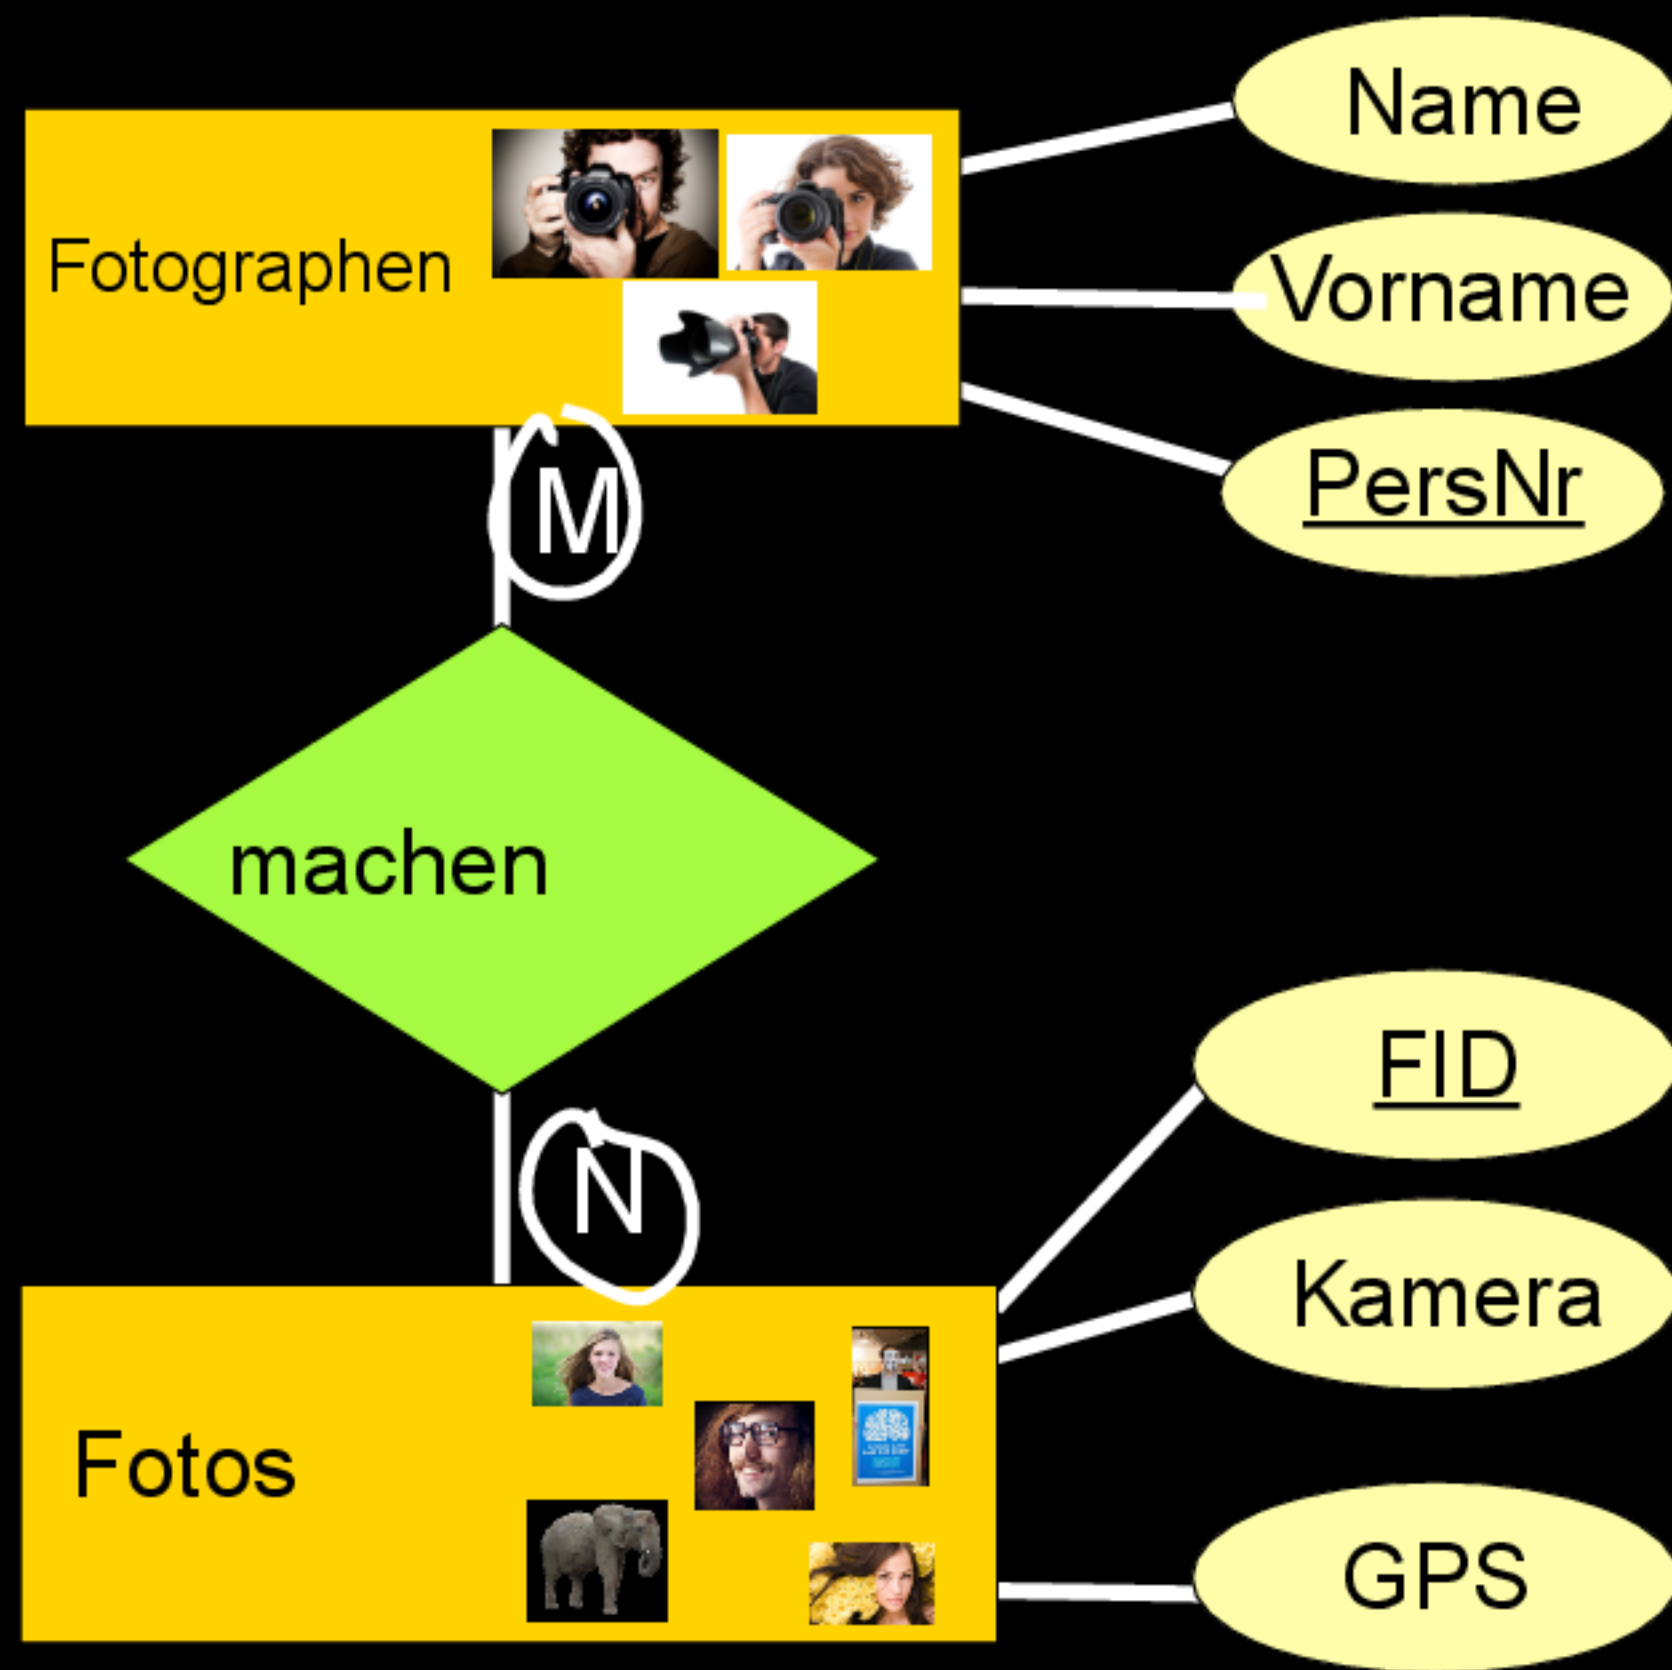 Name
Fotographen
Vorname
PersNr
M
machen
FID
N
Kamera
Fotos
GPS